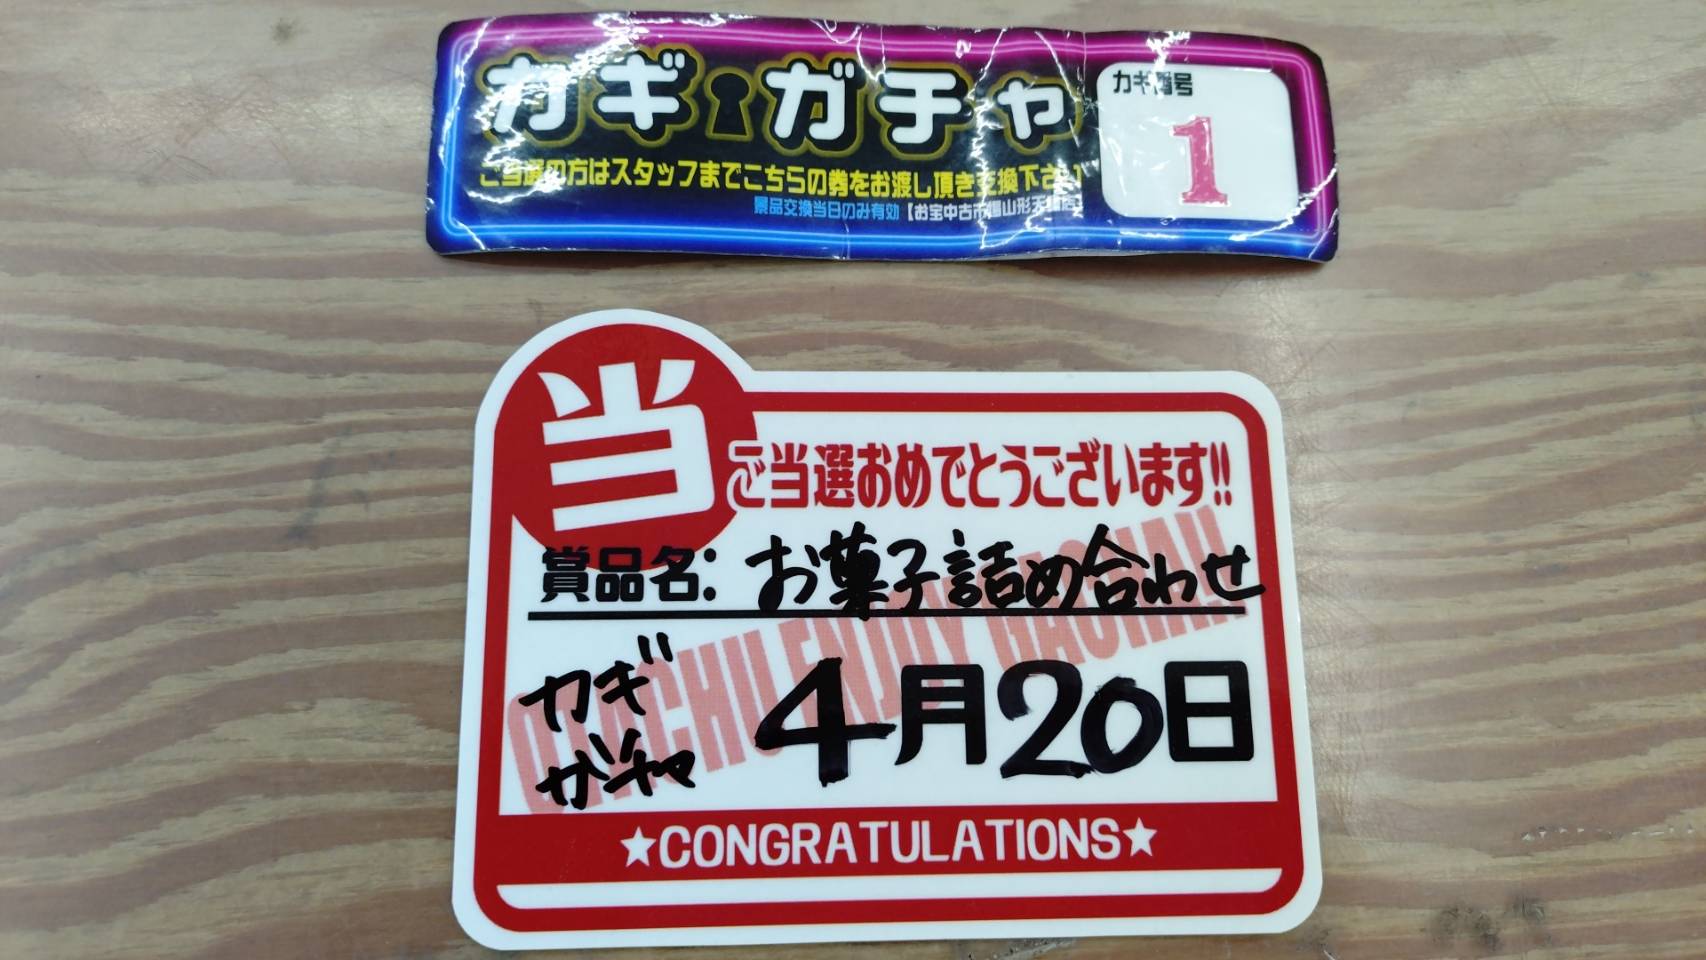 カギガチャ
カギ番号
1
ご当選の方はスタッフまでこちらの券をお渡し頂き交換下さい
景品交換当日のみ有効【お宝中古市場山形天童店】
当
ご当選おめでとうございます!!
賞品名:お菓子詰め合わせ
カギ
ガチャ
4月20日
★CONGRATULATIONS★